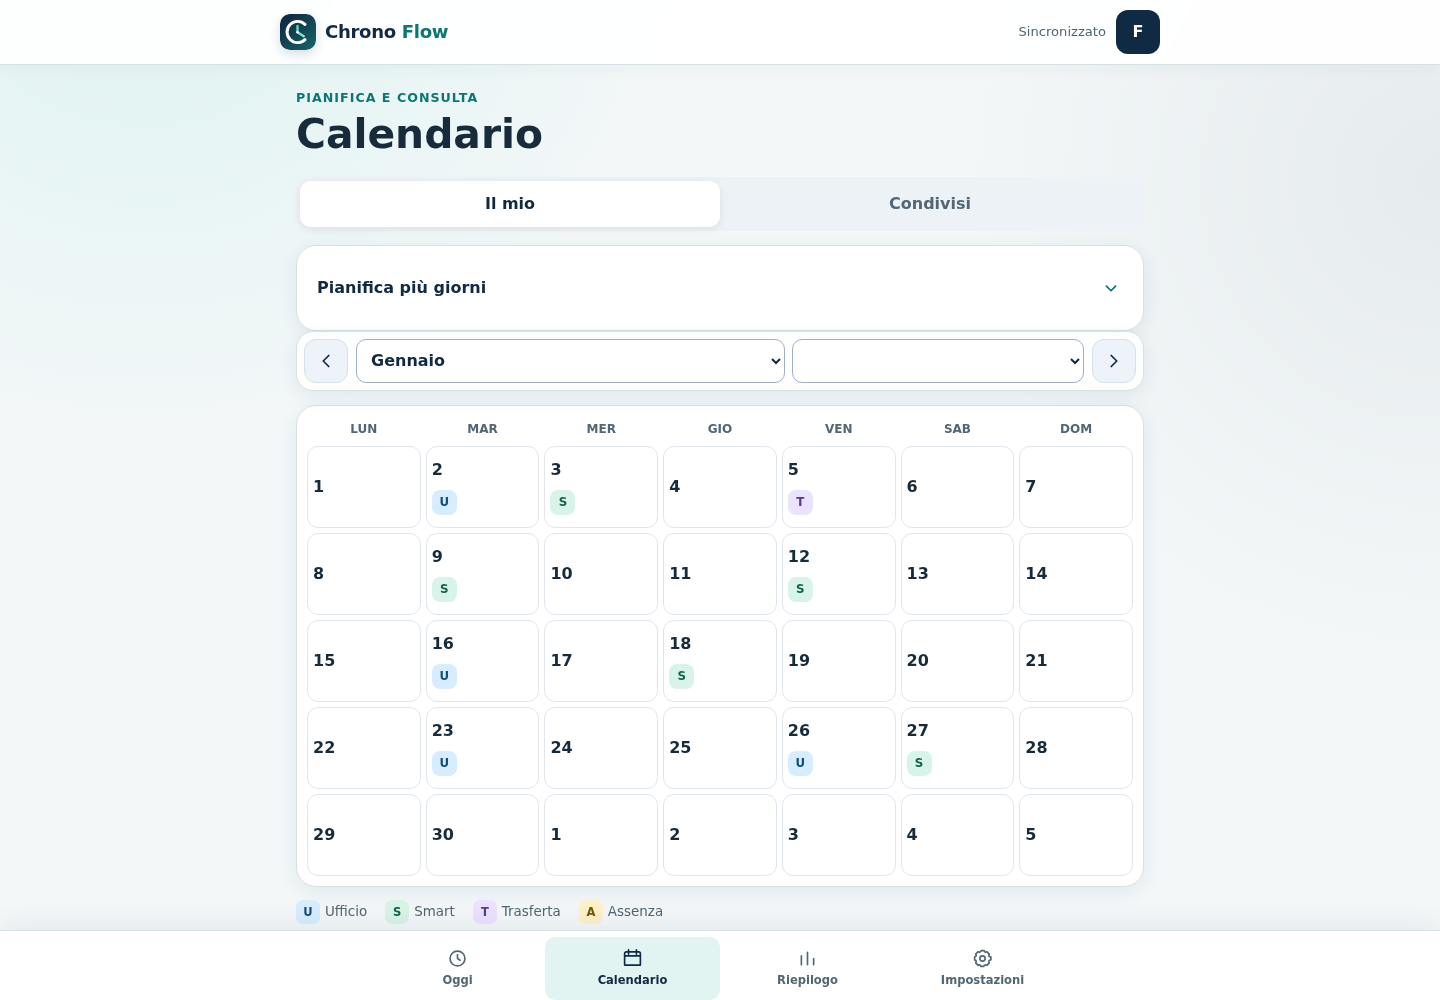 Chrono Flow
Sincronizzato
F
PIANIFICA E CONSULTA
Calendario
Il mio
Condivisi
Pianifica più giorni
Gennaio
LUN MAR MER GIO VEN SAB DOM
1 2 U 3 S 4 5 T 6 7
8 9 S 10 11 12 S 13 14
15 16 U 17 18 S 19 20 21
22 23 U 24 25 26 U 27 S 28
29 30 1 2 3 4 5
U Ufficio S Smart T Trasferta A Assenza
Oggi Calendario Riepilogo Impostazioni